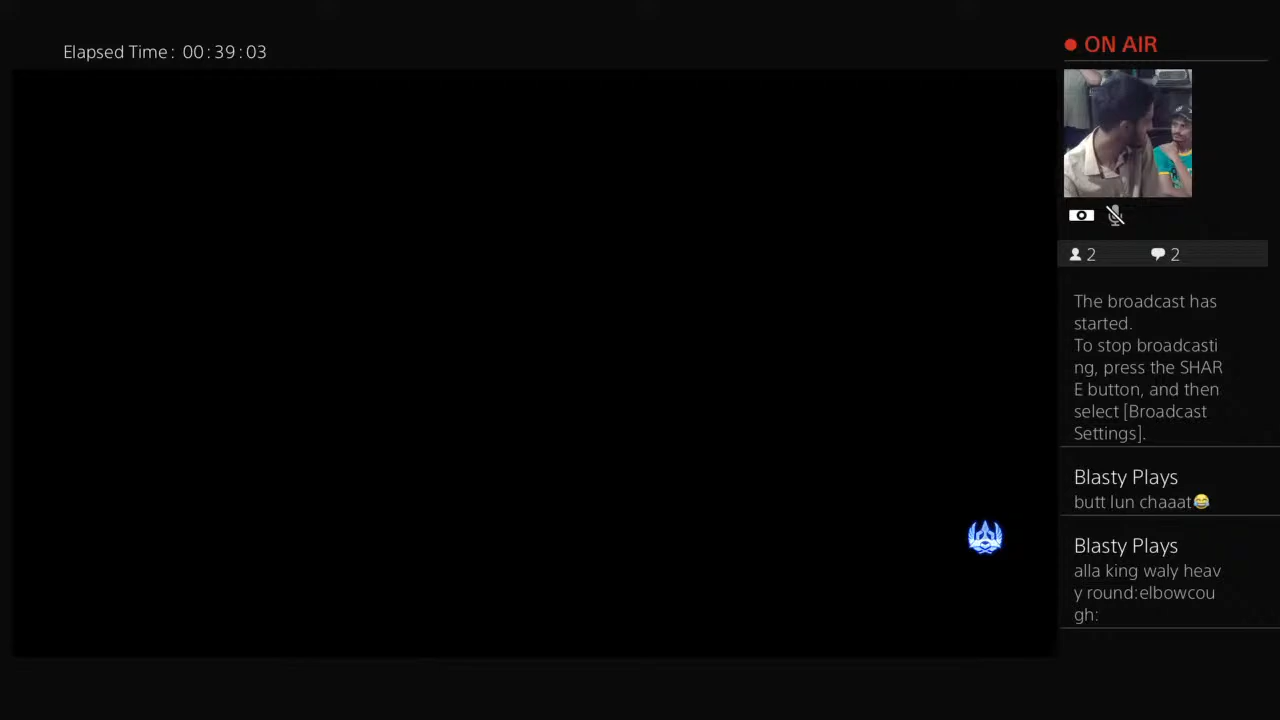 Elapsed Time: 00:39:03
ON AIR
2 2
The broadcast has
started.
To stop broadcasti
ng, press the SHAR
E button, and then
select [Broadcast
Settings].
Blasty Plays
butt lun chaaat😂
Blasty Plays
alla king waly heav
y round:elbowcou
gh: